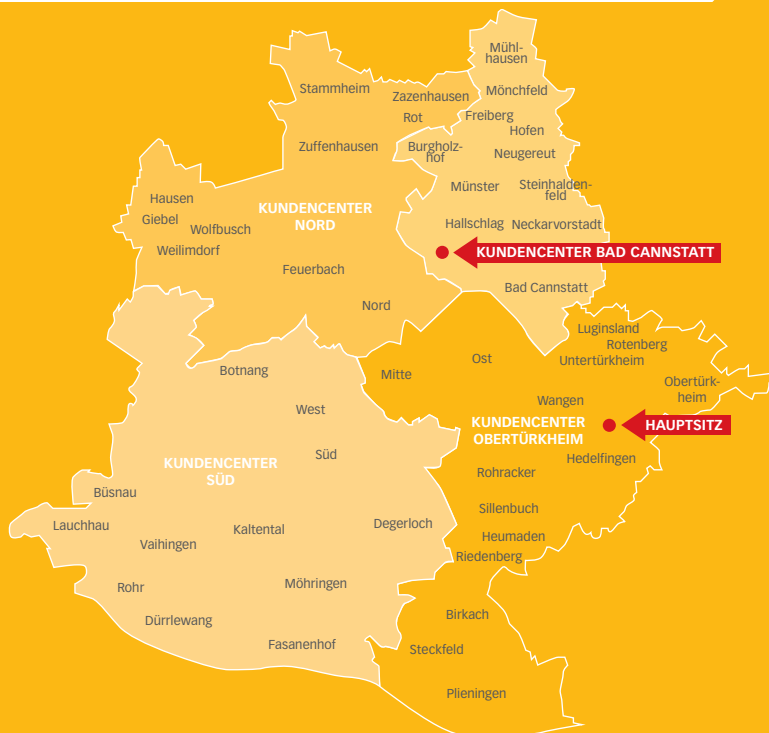 Mühl-
hausen
Stammheim
Zazenhausen
Mönchfeld
Rot
Freiberg
Hofen
Zuffenhausen
Burgholz-
hof
Neugereut
Münster
Steinhalden-
feld
Hausen
Giebel
Wolfbusch
KUNDENCENTER
NORD
Hallschlag
Neckarvorstadt
Weilimdorf
KUNDENCENTER BAD CANNSTATT
Feuerbach
Bad Cannstatt
Nord
Luginsland
Rotenberg
Untertürkheim
Ost
Botnang
Mitte
Obertürk-
heim
Wangen
West
KUNDENCENTER
OBERTÜRKHEIM
HAUPTSITZ
Süd
KUNDENCENTER
SÜD
Hedelfingen
Rohracker
Büsnau
Sillenbuch
Lauchhau
Kaltental
Degerloch
Vaihingen
Heumaden
Riedenberg
Rohr
Möhringen
Birkach
Dürrlewang
Fasanenhof
Steckfeld
Plieningen